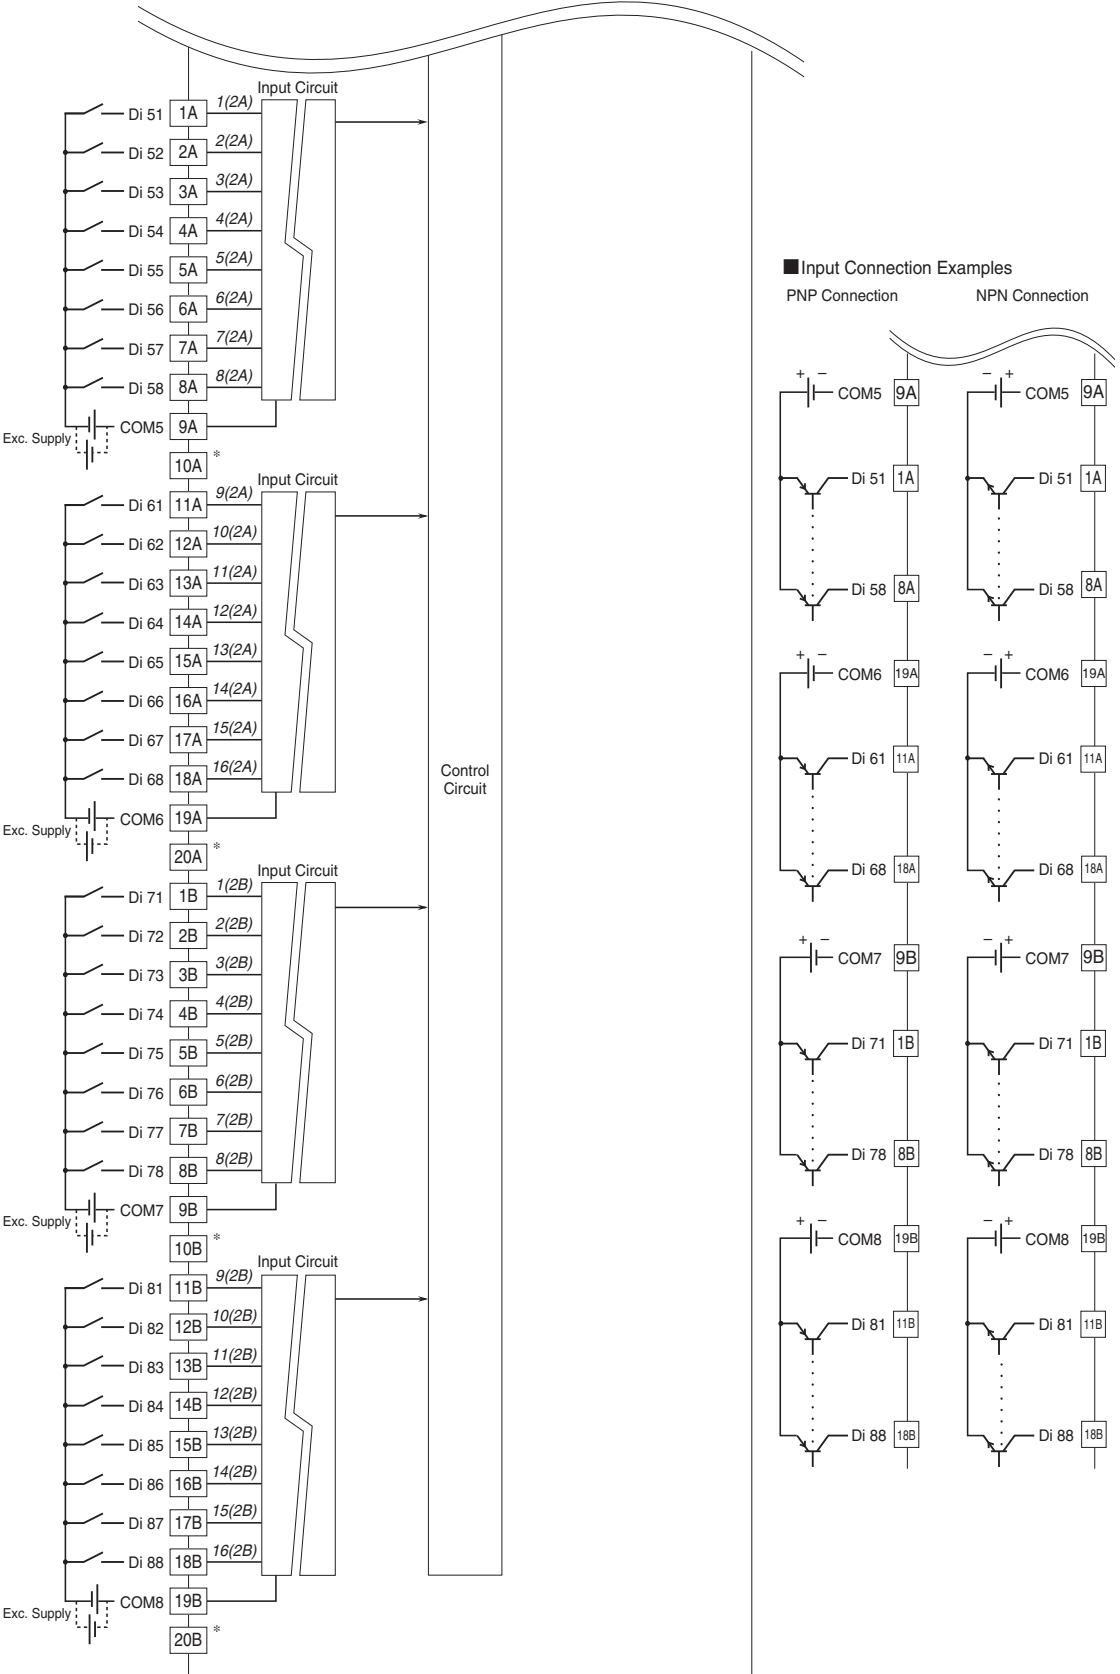 Input Circuit
Di 51 1A 1(2A)
Di 52 2A 2(2A)
Di 53 3A 3(2A)
Di 54 4A 4(2A)
Di 55 5A 5(2A)
Di 56 6A 6(2A)
Di 57 7A 7(2A)
Di 58 8A 8(2A)
COM5 9A
Exc. Supply
10A *
Input Circuit
Di 61 11A 9(2A)
Di 62 12A 10(2A)
Di 63 13A 11(2A)
Di 64 14A 12(2A)
Di 65 15A 13(2A)
Di 66 16A 14(2A)
Di 67 17A 15(2A)
Di 68 18A 16(2A)
COM6 19A
Exc. Supply
20A *
Input Circuit
Di 71 1B 1(2B)
Di 72 2B 2(2B)
Di 73 3B 3(2B)
Di 74 4B 4(2B)
Di 75 5B 5(2B)
Di 76 6B 6(2B)
Di 77 7B 7(2B)
Di 78 8B 8(2B)
COM7 9B
Exc. Supply
10B *
Input Circuit
Di 81 11B 9(2B)
Di 82 12B 10(2B)
Di 83 13B 11(2B)
Di 84 14B 12(2B)
Di 85 15B 13(2B)
Di 86 16B 14(2B)
Di 87 17B 15(2B)
Di 88 18B 16(2B)
COM8 19B
Exc. Supply
20B *
Control
Circuit
■Input Connection Examples
PNP Connection
+ −
COM5 9A
Di 51 1A
Di 58 8A
+ −
COM6 19A
Di 61 11A
Di 68 18A
+ −
COM7 9B
Di 71 1B
Di 78 8B
+ −
COM8 19B
Di 81 11B
Di 88 18B
NPN Connection
− +
COM5 9A
Di 51 1A
Di 58 8A
− +
COM6 19A
Di 61 11A
Di 68 18A
− +
COM7 9B
Di 71 1B
Di 78 8B
− +
COM8 19B
Di 81 11B
Di 88 18B